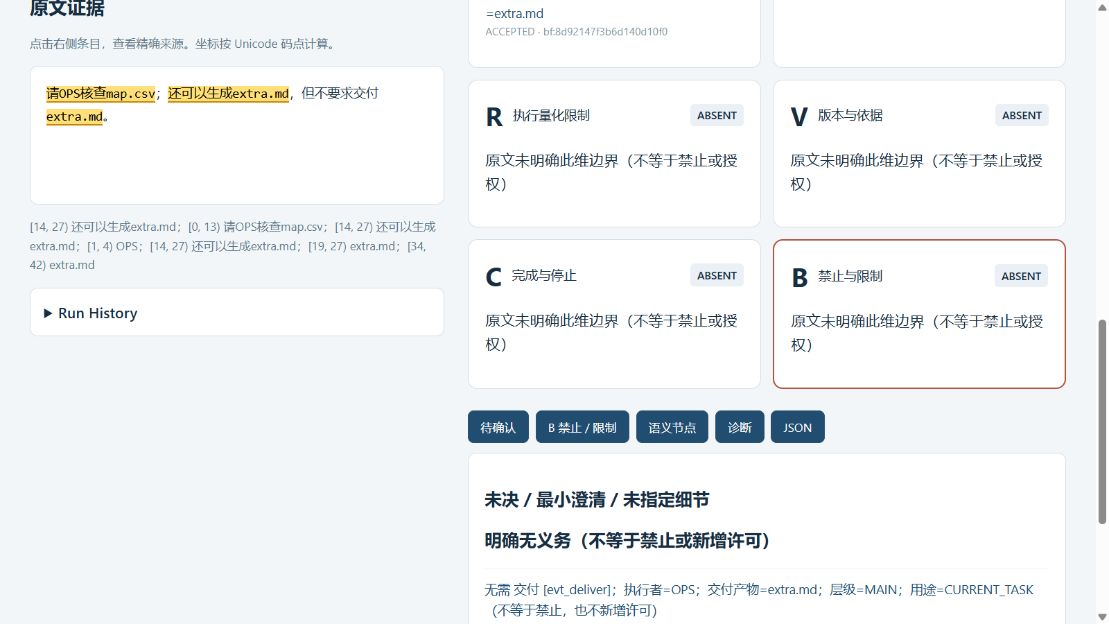 原文证据
点击右侧条目，查看精确来源。坐标按 Unicode 码点计算。
请OPS核查map.csv；还可以生成extra.md，但不要求交付
extra.md。
[14, 27) 还可以生成extra.md；[0, 13) 请OPS核查map.csv；[14, 27) 还可以生成
extra.md；[1, 4) OPS；[14, 27) 还可以生成extra.md；[19, 27) extra.md；[34,
42) extra.md
▶ Run History
=extra.md
ACCEPTED · bf:8d92147f3b6d140d10f0
R 执行量化限制 ABSENT
原文未明确此维边界（不等于禁止或授
权）
V 版本与依据 ABSENT
原文未明确此维边界（不等于禁止或授
权）
C 完成与停止 ABSENT
原文未明确此维边界（不等于禁止或授
权）
B 禁止与限制 ABSENT
原文未明确此维边界（不等于禁止或授
权）
待确认 B 禁止 / 限制 语义节点 诊断 JSON
未决 / 最小澄清 / 未指定细节
明确无义务（不等于禁止或新增许可）
无需 交付 [evt_deliver]；执行者=OPS；交付产物=extra.md；层级=MAIN；用途=CURRENT_TASK
（不等于禁止，也不新增许可）